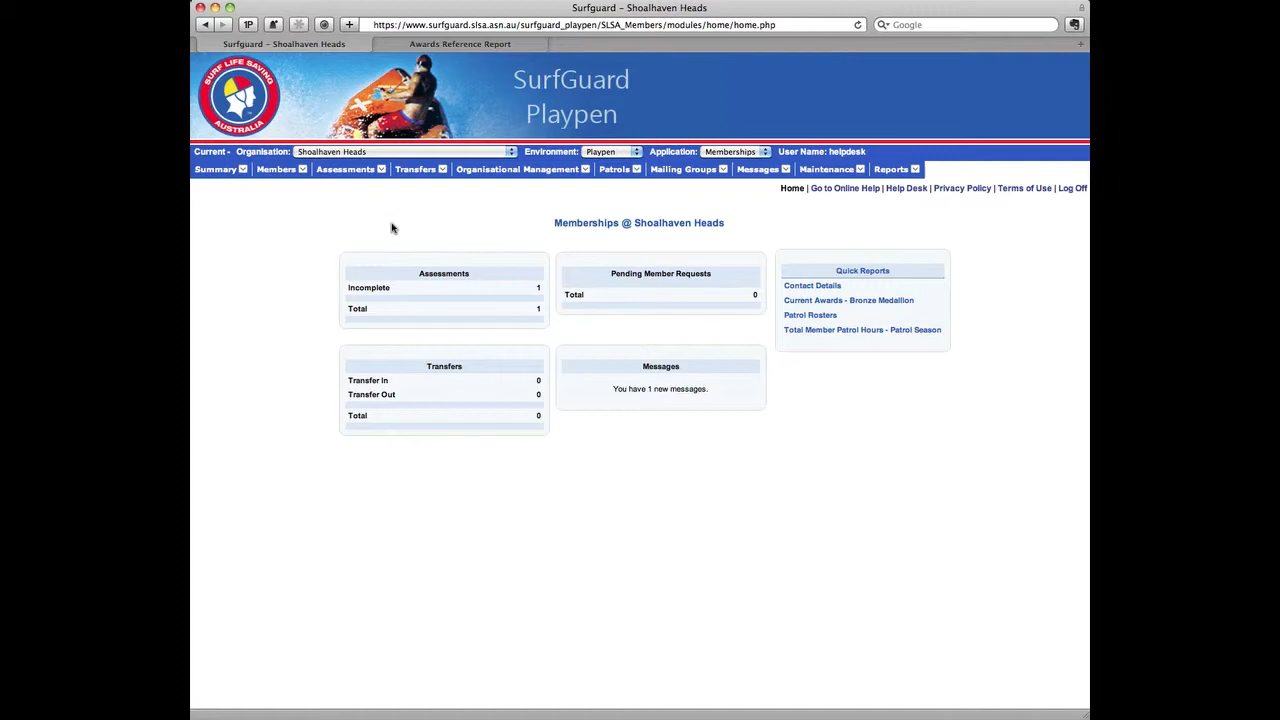 Surfguard – Shoalhaven Heads
1P
https://www.surfguard.slsa.asn.au/surfguard_playpen/SLSA_Members/modules/home/home.php
Google
Surfguard – Shoalhaven Heads
Awards Reference Report
SURF LIFE SAVING
AUSTRALIA
SurfGuard
Playpen
Current - Organisation: Shoalhaven Heads Environment: Playpen Application: Memberships User Name: helpdesk
Summary Members Assessments Transfers Organisational Management Patrols Mailing Groups Messages Maintenance Reports
Home | Go to Online Help | Help Desk | Privacy Policy | Terms of Use | Log Off
Memberships @ Shoalhaven Heads
Assessments
Incomplete 1
Total 1
Pending Member Requests
Total 0
Quick Reports
Contact Details
Current Awards - Bronze Medallion
Patrol Rosters
Total Member Patrol Hours - Patrol Season
Transfers
Transfer In 0
Transfer Out 0
Total 0
Messages
You have 1 new messages.